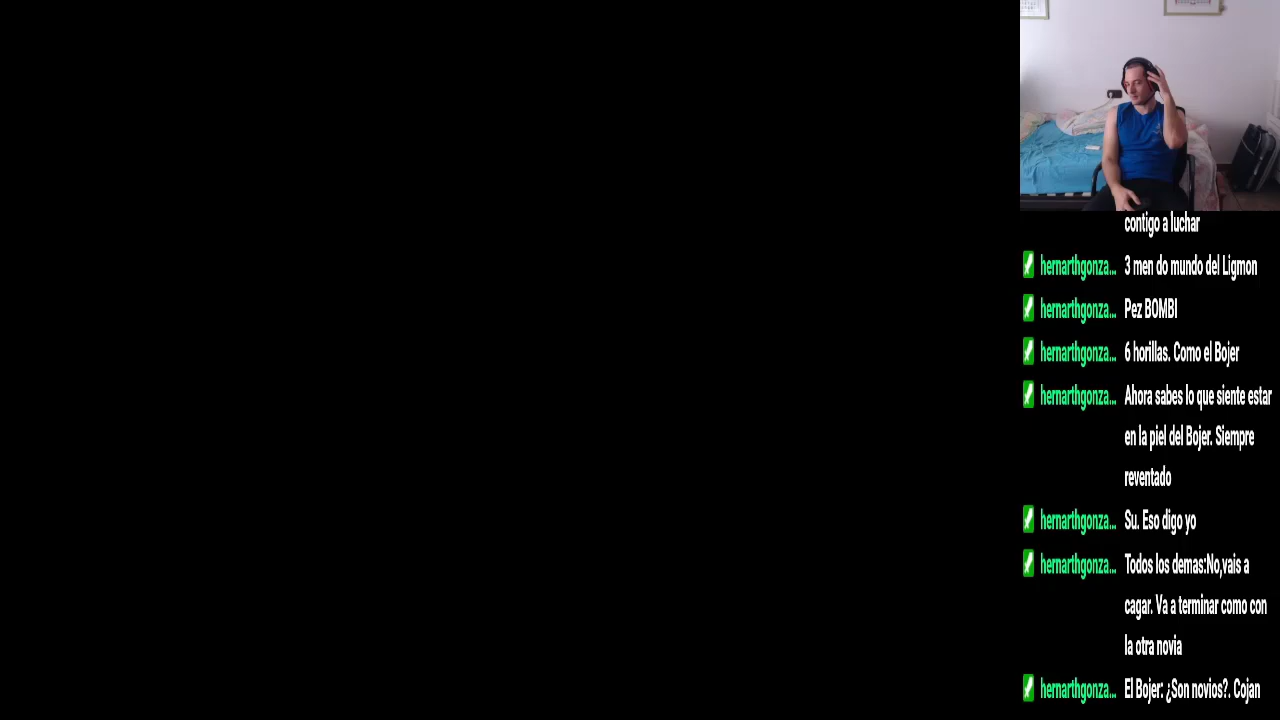 contigo a luchar
hernarthgonza... 3 men do mundo del Ligmon
hernarthgonza... Pez BOMBI
hernarthgonza... 6 horillas. Como el Bojer
hernarthgonza... Ahora sabes lo que siente estar
en la piel del Bojer. Siempre
reventado
hernarthgonza... Su. Eso digo yo
hernarthgonza... Todos los demas:No,vais a
cagar. Va a terminar como con
la otra novia
hernarthgonza... El Bojer: ¿Son novios?. Cojan